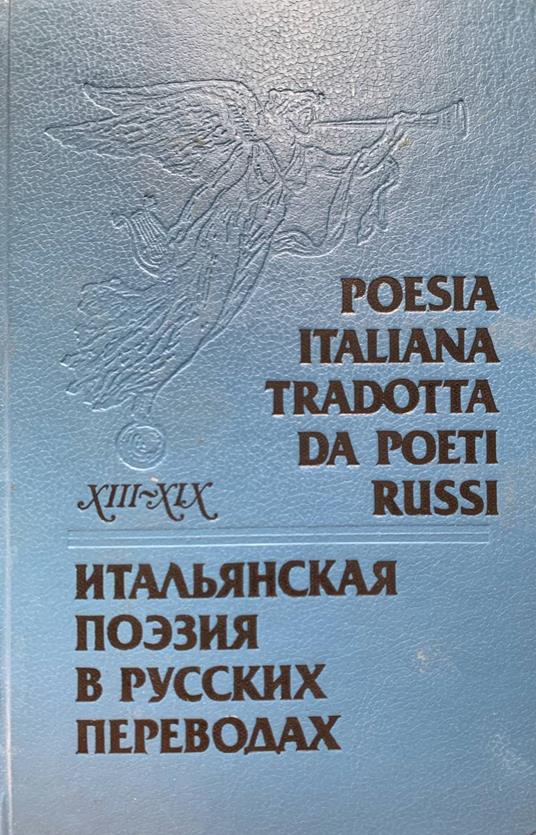 POESIA
ITALIANA
TRADOTTA
DA POETI
RUSSI
XIII~XIX
ИТАЛЬЯНСКАЯ
ПОЭЗИЯ
В РУССКИХ
ПЕРЕВОДАХ